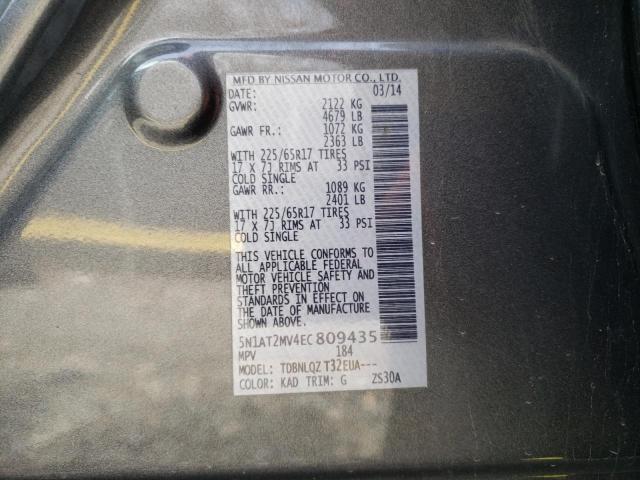 MFD BY NISSAN MOTOR CO., LTD.
DATE: 03/14
GVWR: 2122 KG
4679 LB
GAWR FR.: 1072 KG
2363 LB
WITH 225/65R17 TIRES
17 X 7J RIMS AT 33 PSI
COLD SINGLE
GAWR RR.: 1089 KG
2401 LB
WITH 225/65R17 TIRES
17 X 7J RIMS AT 33 PSI
COLD SINGLE
THIS VEHICLE CONFORMS TO
ALL APPLICABLE FEDERAL
MOTOR VEHICLE SAFETY AND
THEFT PREVENTION
STANDARDS IN EFFECT ON
THE DATE OF MANUFACTURE
SHOWN ABOVE.
5N1AT2MV4EC809435
MPV 184
MODEL: TDBNLQZ T32EUA---
COLOR: KAD TRIM: G ZS30A